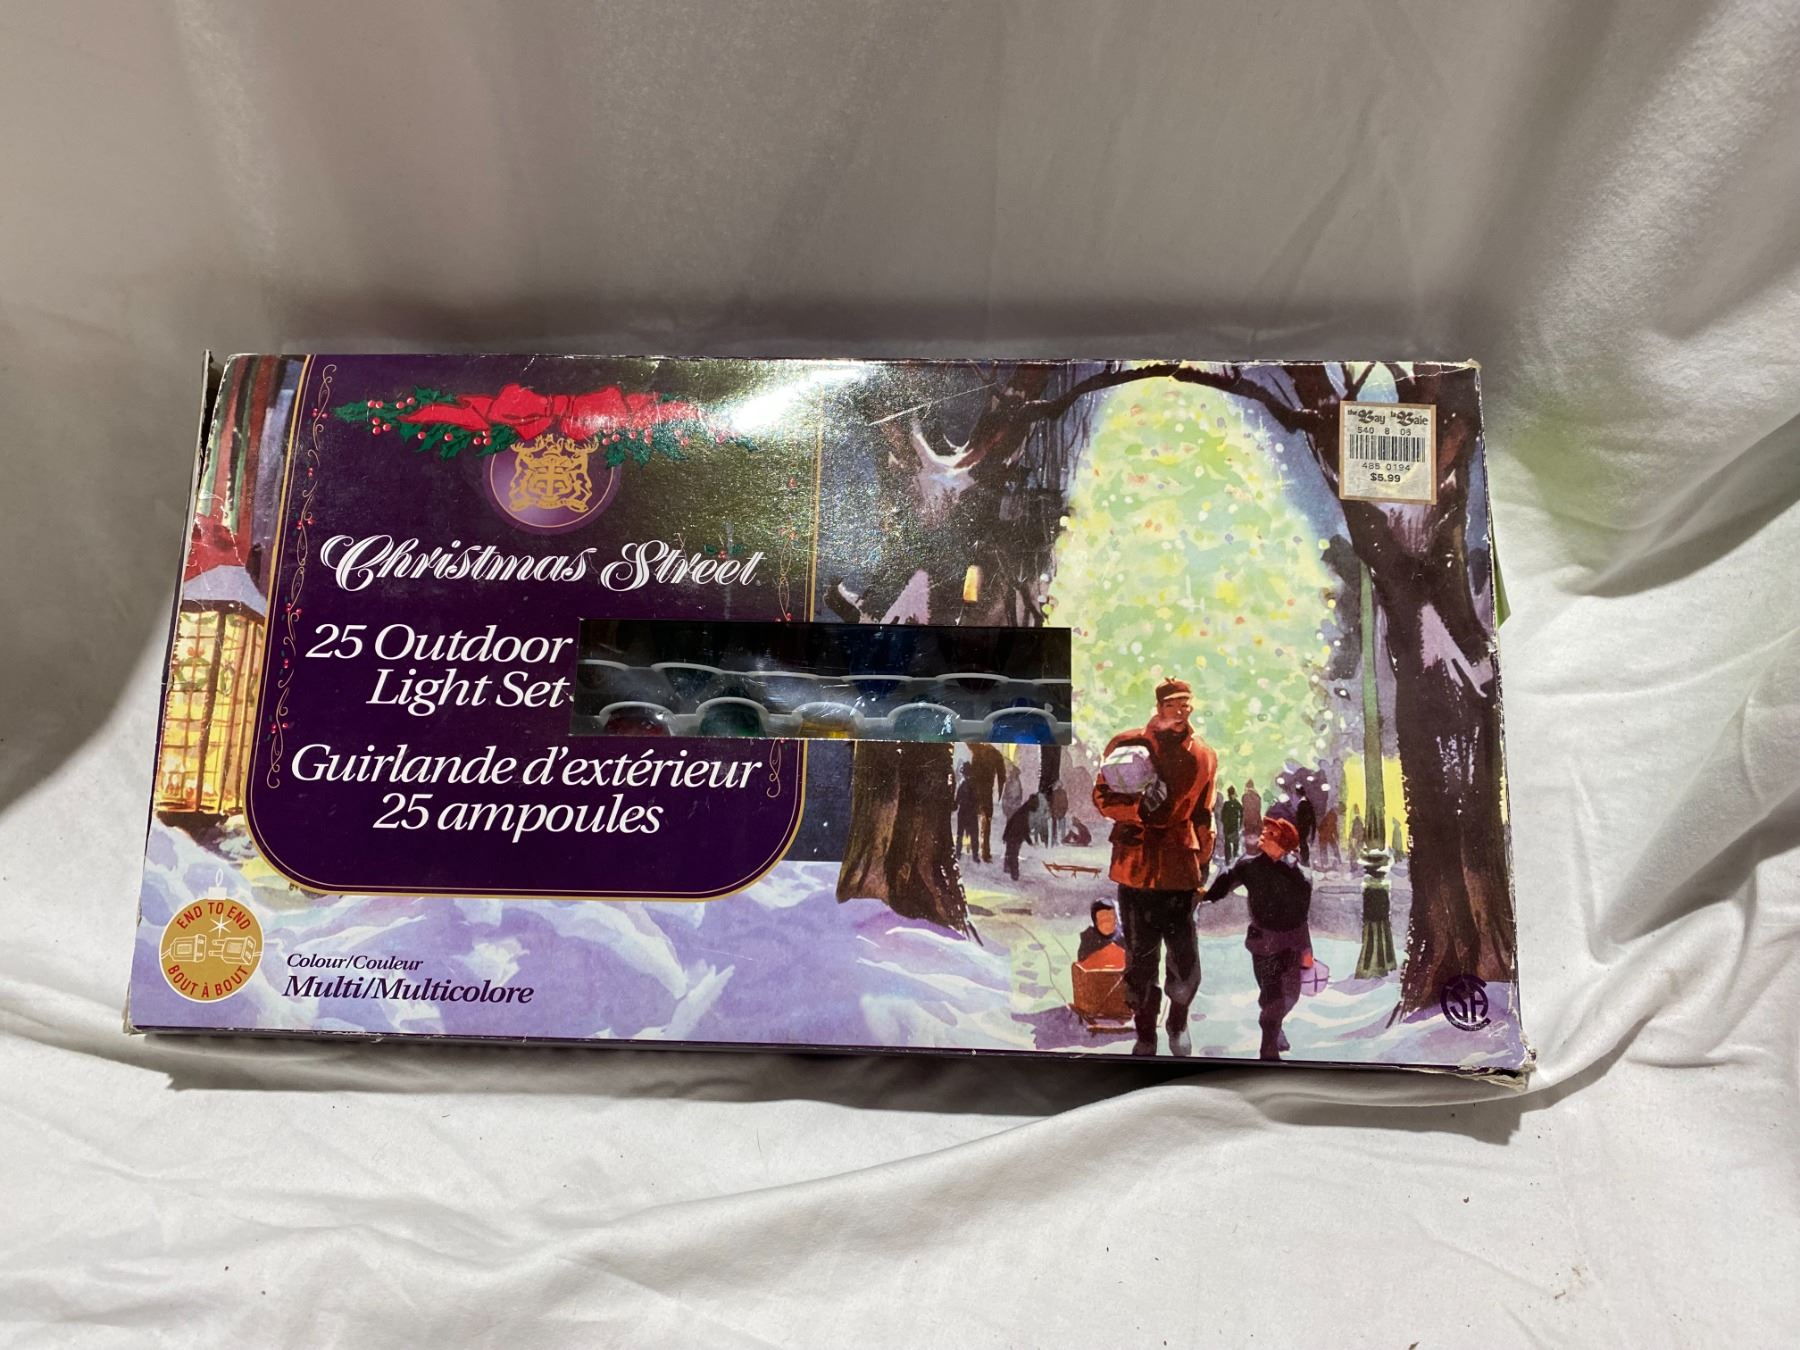 the Bay la Baie
540 8 03
485 0194
$5.99
Christmas Street
25 Outdoor
Light Set
Guirlande d'extérieur
25 ampoules
END TO END
BOUT À BOUT
Colour/Couleur
Multi/Multicolore